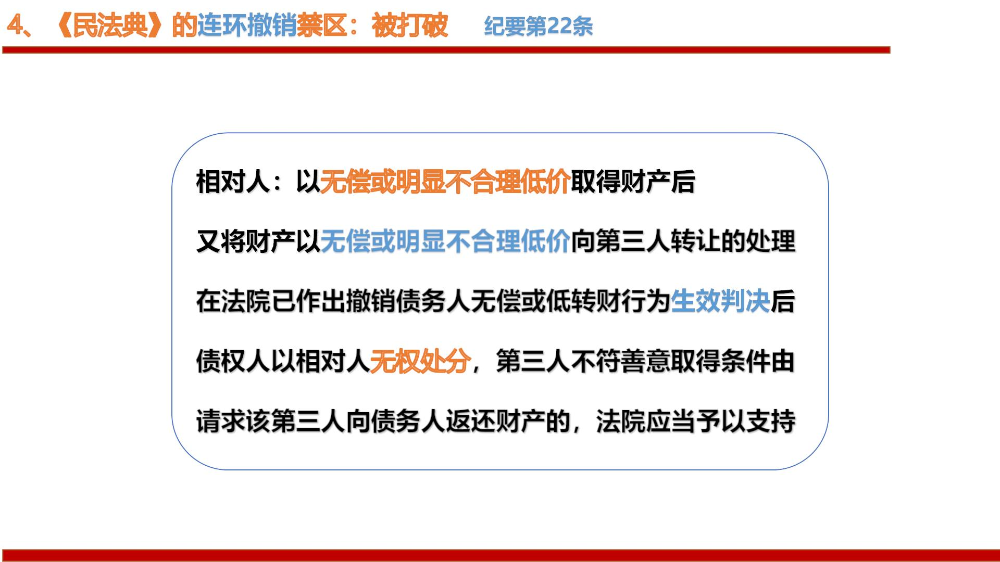 4、《民法典》的连环撤销禁区：被打破 纪要第22条
相对人：以无偿或明显不合理低价取得财产后
又将财产以无偿或明显不合理低价向第三人转让的处理
在法院已作出撤销债务人无偿或低转财行为生效判决后
债权人以相对人无权处分，第三人不符善意取得条件由
请求该第三人向债务人返还财产的，法院应当予以支持